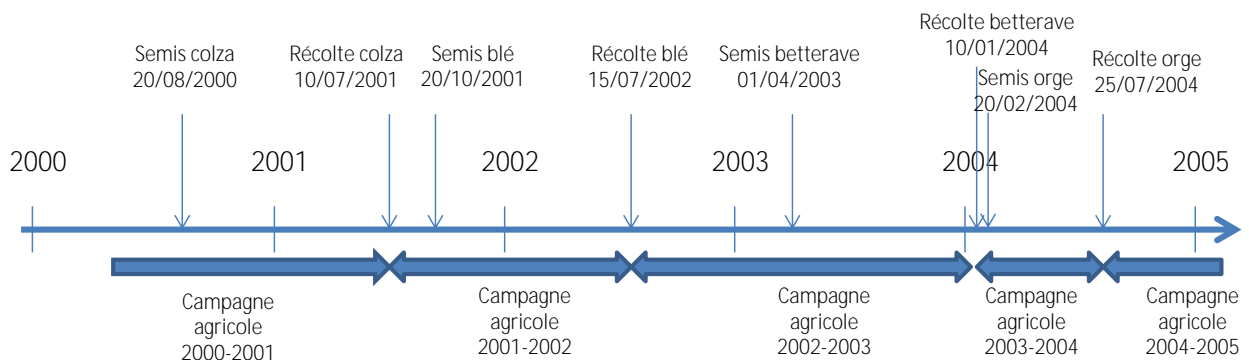 Semis colza
20/08/2000
Récolte colza
10/07/2001
Semis blé
20/10/2001
Récolte blé
15/07/2002
Semis betterave
01/04/2003
Récolte betterave
10/01/2004
Semis orge
20/02/2004
Récolte orge
25/07/2004
2000
2001
2002
2003
2004
2005
Campagne
agricole
2000-2001
Campagne
agricole
2001-2002
Campagne
agricole
2002-2003
Campagne
agricole
2003-2004
Campagne
agricole
2004-2005